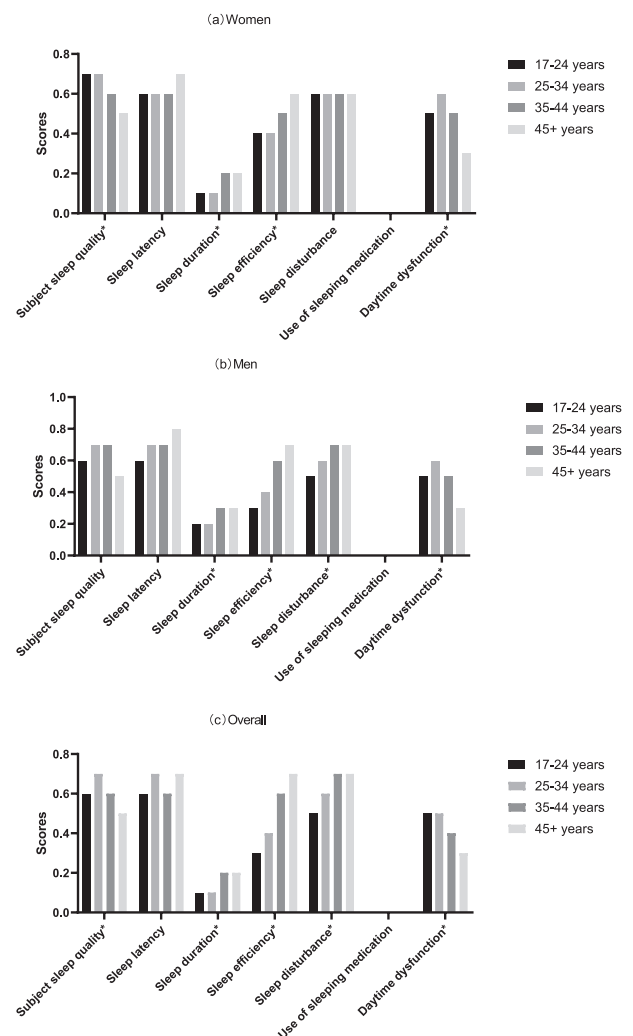 (a)Women
0.8
0.6
0.4
0.2
0.0
Scores
17-24 years
25-34 years
35-44 years
45+ years
Subject sleep quality*
Sleep latency
Sleep duration*
Sleep efficiency*
Sleep disturbance
Use of sleeping medication
Daytime dysfunction*
(b)Men
1.0
0.8
0.6
0.4
0.2
0.0
Scores
17-24 years
25-34 years
35-44 years
45+ years
Subject sleep quality
Sleep latency
Sleep duration*
Sleep efficiency*
Sleep disturbance*
Use of sleeping medication
Daytime dysfunction*
(c)Overall
0.8
0.6
0.4
0.2
0.0
Scores
17-24 years
25-34 years
35-44 years
45+ years
Subject sleep quality*
Sleep latency
Sleep duration*
Sleep efficiency*
Sleep disturbance*
Use of sleeping medication
Daytime dysfunction*